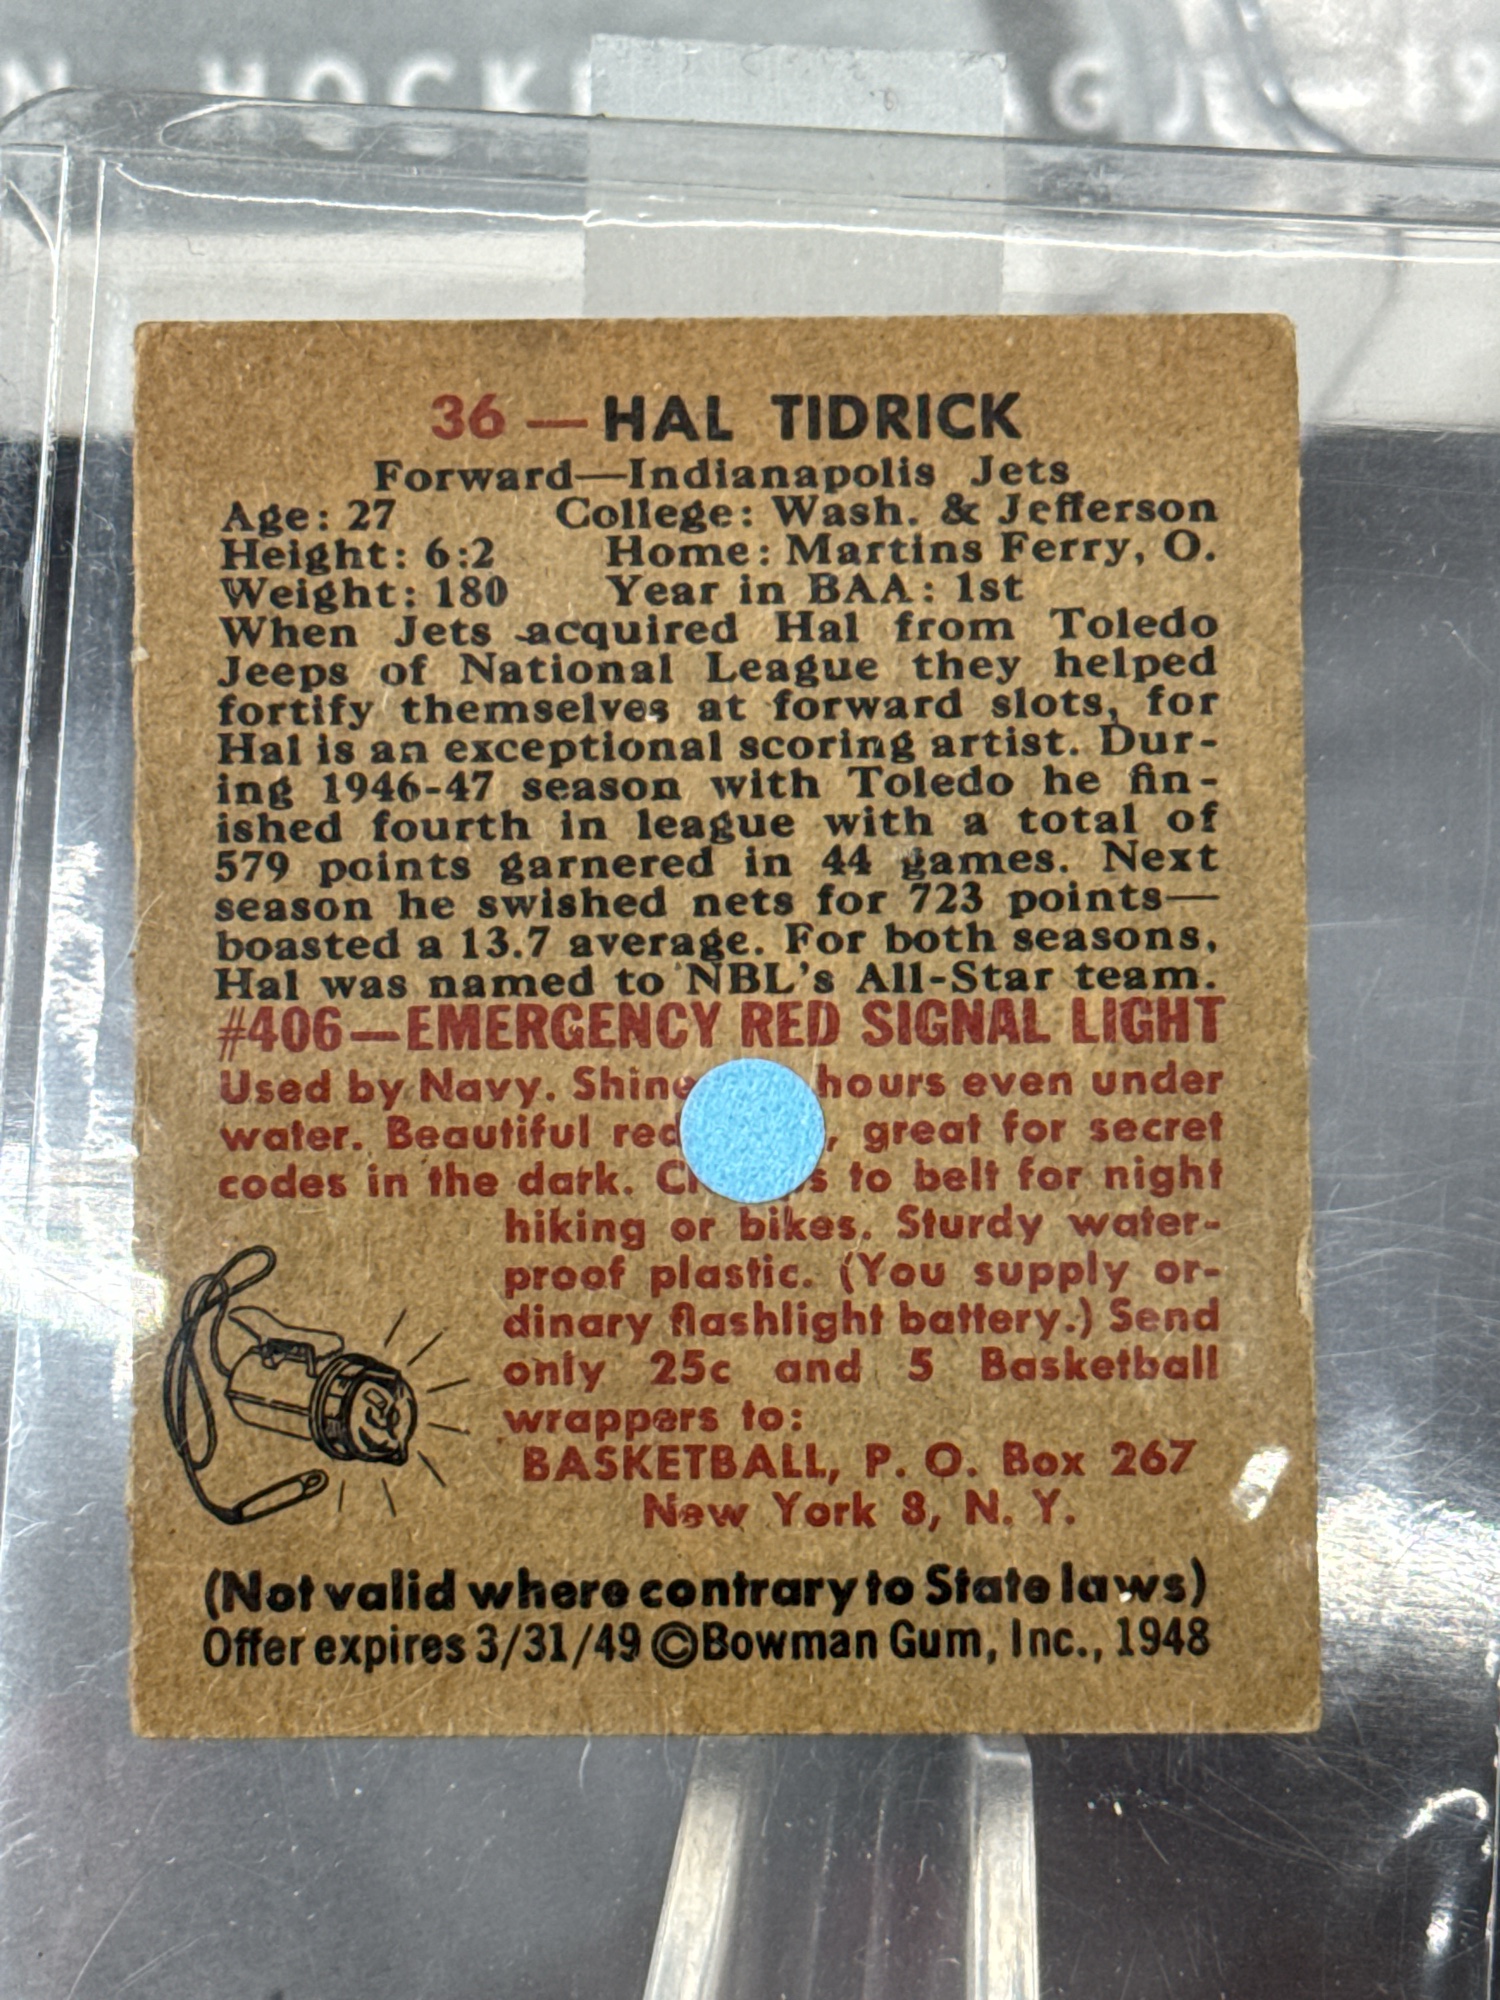 HOCKE
36 — HAL TIDRICK
Forward—Indianapolis Jets
Age: 27 College: Wash. & Jefferson
Height: 6:2 Home: Martins Ferry, O.
Weight: 180 Year in BAA: 1st
When Jets acquired Hal from Toledo
Jeeps of National League they helped
fortify themselves at forward slots, for
Hal is an exceptional scoring artist. Dur-
ing 1946-47 season with Toledo he fin-
ished fourth in league with a total of
579 points garnered in 44 games. Next
season he swished nets for 723 points—
boasted a 13.7 average. For both seasons,
Hal was named to NBL's All-Star team.
#406—EMERGENCY RED SIGNAL LIGHT
Used by Navy. Shine hours even under
water. Beautiful red , great for secret
codes in the dark. to belt for night
hiking or bikes. Sturdy water-
proof plastic. (You supply or-
dinary flashlight battery.) Send
only 25c and 5 Basketball
wrappers to:
BASKETBALL, P. O. Box 267
New York 8, N. Y.
(Not valid where contrary to State laws)
Offer expires 3/31/49 ©Bowman Gum, Inc., 1948